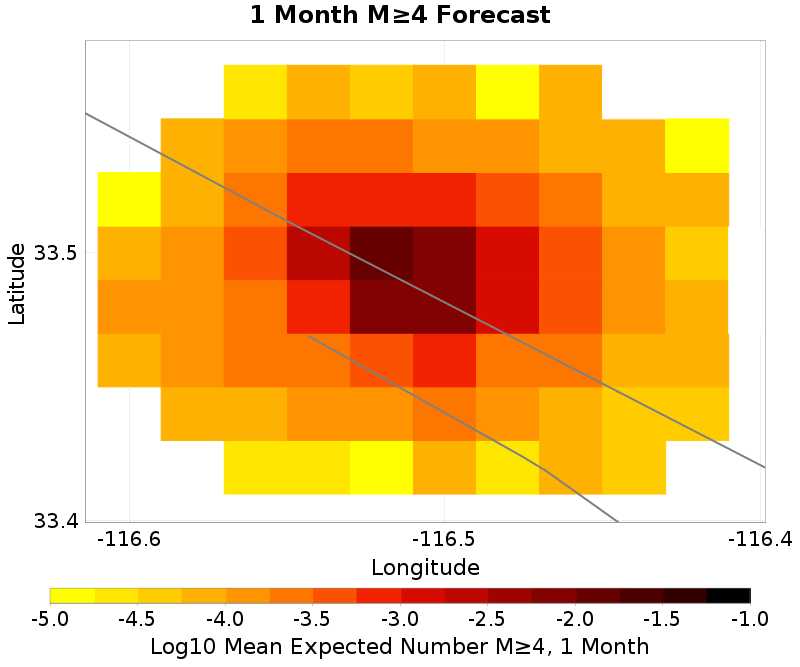 1 Month M≥4 Forecast
Latitude
33.5
33.4
-116.6 -116.5 -116.4
Longitude
-5.0 -4.5 -4.0 -3.5 -3.0 -2.5 -2.0 -1.5 -1.0
Log10 Mean Expected Number M≥4, 1 Month